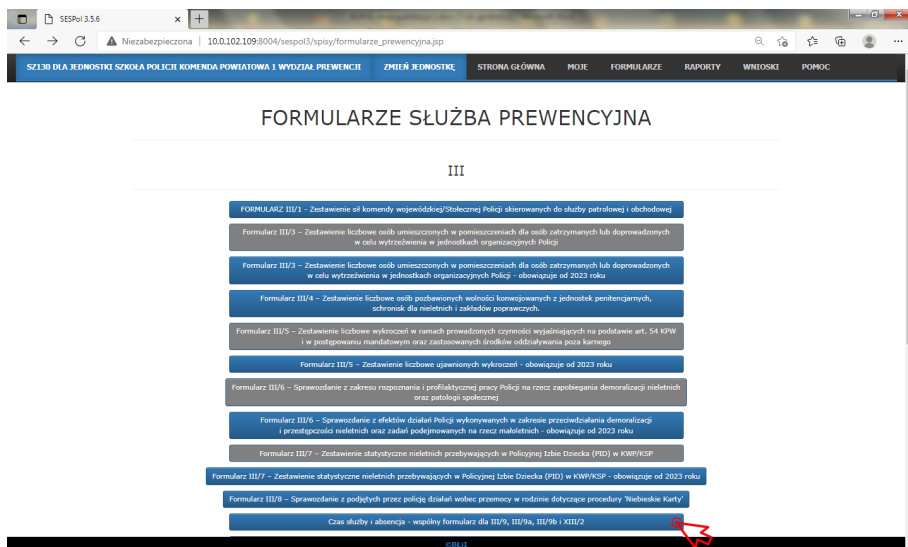 SESPol 3.5.6
Niezabezpieczona | 10.0.102.109:8004/sespol3/spisy/formularze_prewencyjna.jsp
SZ130 DLA JEDNOSTKI SZKOŁA POLICJI KOMENDA POWIATOWA 1 WYDZIAŁ PREWENCJI ZMIEŃ JEDNOSTKĘ STRONA GŁÓWNA MOJE FORMULARZE RAPORTY WNIOSKI POMOC
FORMULARZE SŁUŻBA PREWENCYJNA
III
FORMULARZ III/1 - Zestawienie sił komendy wojewódzkiej/Stołecznej Policji skierowanych do służby patrolowej i obchodowej
Formularz III/3 – Zestawienie liczbowe osób umieszczonych w pomieszczeniach dla osób zatrzymanych lub doprowadzonych
w celu wytrzeźwienia w jednostkach organizacyjnych Policji
Formularz III/3 – Zestawienie liczbowe osób umieszczonych w pomieszczeniach dla osób zatrzymanych lub doprowadzonych
w celu wytrzeźwienia w jednostkach organizacyjnych Policji - obowiązuje od 2023 roku
Formularz III/4 – Zestawienie liczbowe osób pozbawionych wolności konwojowanych z jednostek penitencjarnych,
schronisk dla nieletnich i zakładów poprawczych.
Formularz III/5 – Zestawienie liczbowe wykroczeń w ramach prowadzonych czynności wyjaśniających na podstawie art. 54 KPW
i w postępowaniu mandatowym oraz zastosowanych środków oddziaływania poza karnego
Formularz III/5 – Zestawienie liczbowe ujawnionych wykroczeń - obowiązuje od 2023 roku
Formularz III/6 – Sprawozdanie z zakresu rozpoznania i profilaktycznej pracy Policji na rzecz zapobiegania demoralizacji nieletnich
oraz patologii społecznej
Formularz III/6 – Sprawozdanie z efektów działań Policji wykonywanych w zakresie przeciwdziałania demoralizacji
i przestępczości nieletnich oraz zadań podejmowanych na rzecz małoletnich - obowiązuje od 2023 roku
Formularz III/7 – Zestawienie statystyczne nieletnich przebywających w Policyjnej Izbie Dziecka (PID) w KWP/KSP
Formularz III/7 – Zestawienie statystyczne nieletnich przebywających w Policyjnej Izbie Dziecka (PID) w KWP/KSP - obowiązuje od 2023 roku
Formularz III/8 – Sprawozdanie z podjętych przez policję działań wobec przemocy w rodzinie dotyczące procedury 'Niebieskie Karty'
Czas służby i absencja - wspólny formularz dla III/9, III/9a, III/9b i XIII/2
©BŁiI